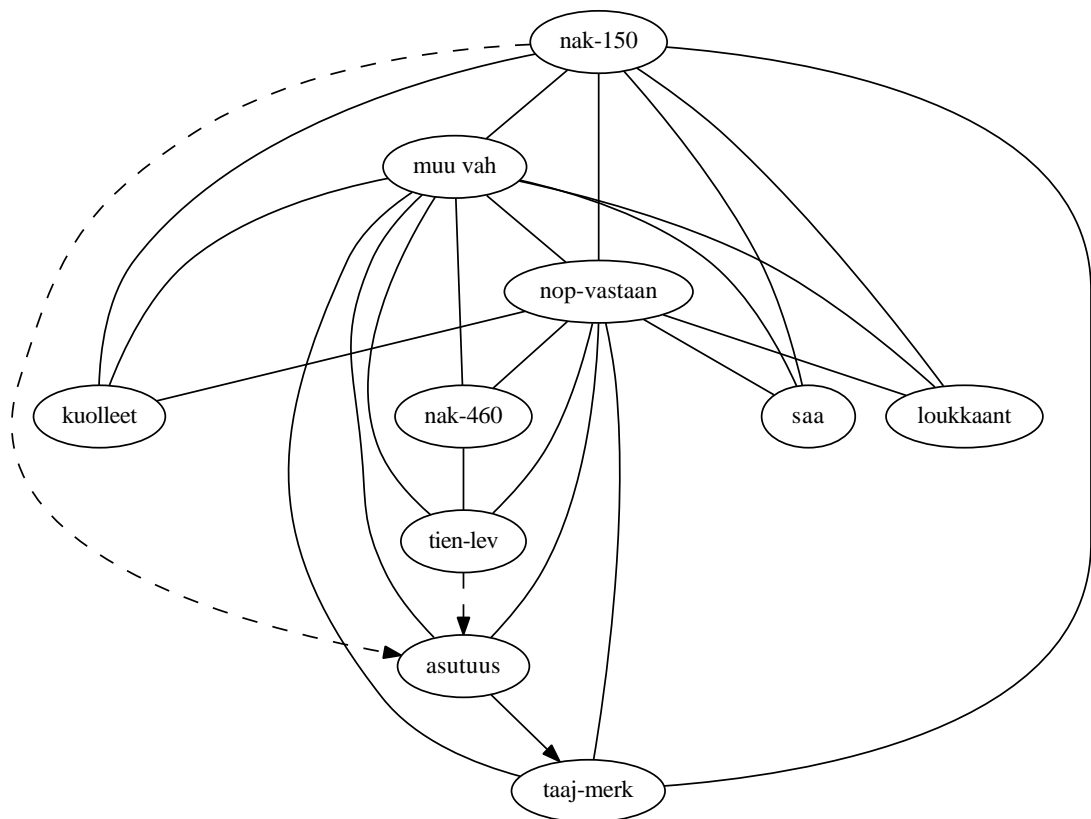 nak-150
muu vah
nop-vastaan
kuolleet
nak-460
saa
loukkaant
tien-lev
asutuus
taaj-merk